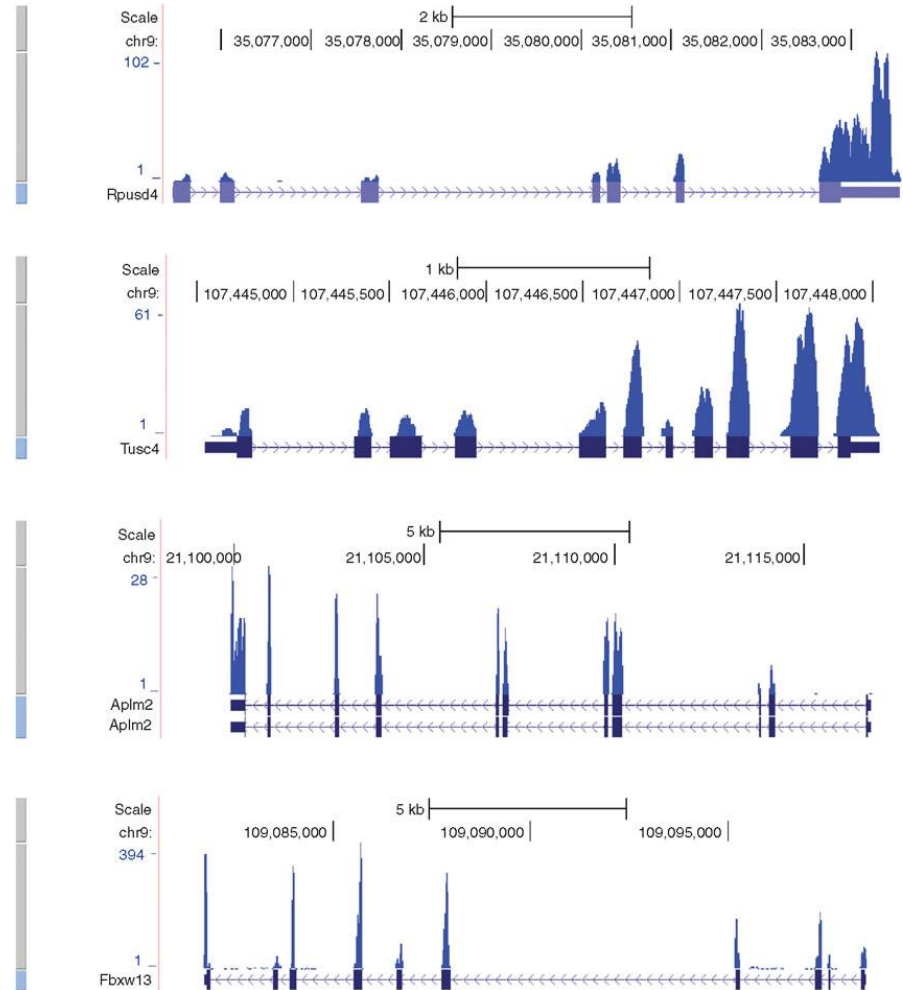 Scale 2 kb
chr9: 35,077,000 35,078,000 35,079,000 35,080,000 35,081,000 35,082,000 35,083,000
102
1
Rpusd4
Scale 1 kb
chr9: 107,445,000 107,445,500 107,446,000 107,446,500 107,447,000 107,447,500 107,448,000
61
1
Tusc4
Scale 5 kb
chr9: 21,100,000 21,105,000 21,110,000 21,115,000
28
1
Aplm2
Aplm2
Scale 5 kb
chr9: 109,085,000 109,090,000 109,095,000
394
1
Fbxw13